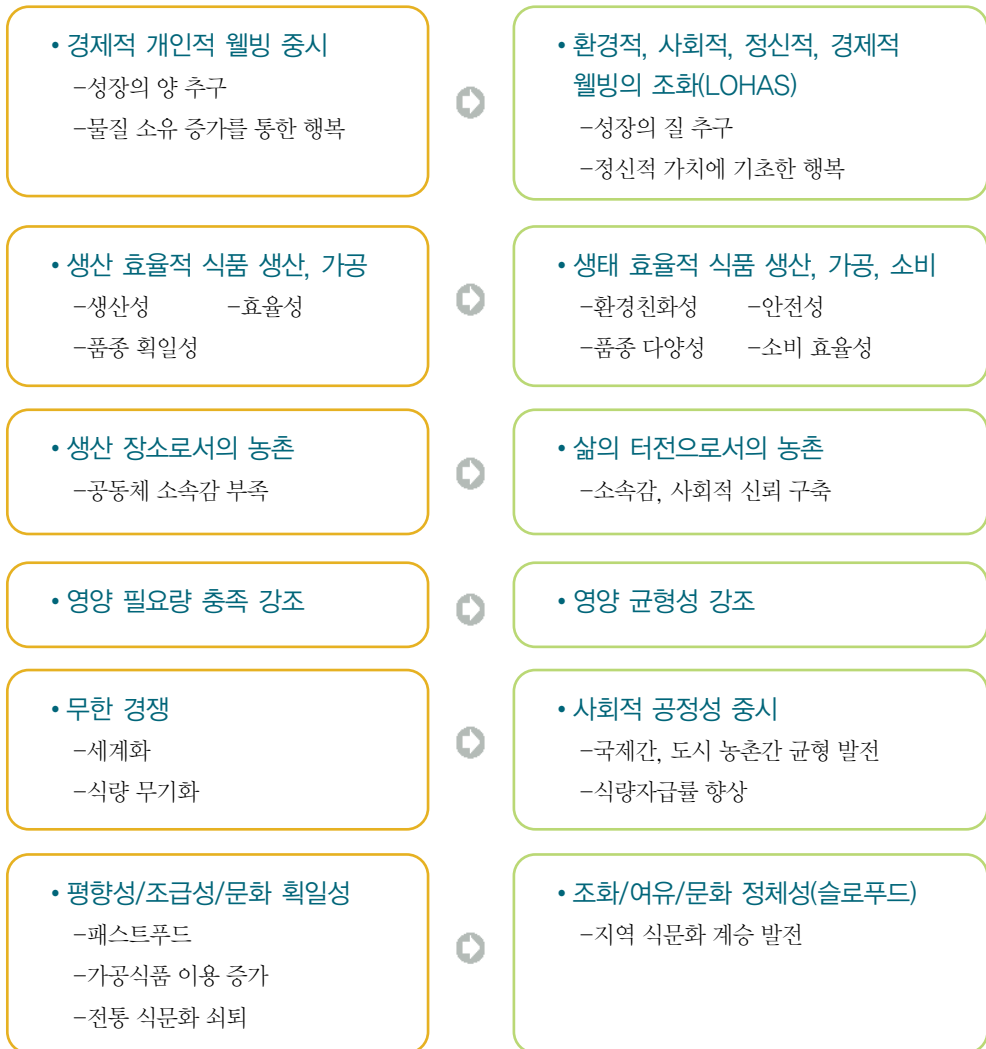 • 경제적 개인적 웰빙 중시
-성장의 양 추구
-물질 소유 증가를 통한 행복
• 환경적, 사회적, 정신적, 경제적
웰빙의 조화(LOHAS)
-성장의 질 추구
-정신적 가치에 기초한 행복
• 생산 효율적 식품 생산, 가공
-생산성 -효율성
-품종 획일성
• 생태 효율적 식품 생산, 가공, 소비
-환경친화성 -안전성
-품종 다양성 -소비 효율성
• 생산 장소로서의 농촌
-공동체 소속감 부족
• 삶의 터전으로서의 농촌
-소속감, 사회적 신뢰 구축
• 영양 필요량 충족 강조
• 영양 균형성 강조
• 무한 경쟁
-세계화
-식량 무기화
• 사회적 공정성 중시
-국제간, 도시 농촌간 균형 발전
-식량자급률 향상
• 평향성/조급성/문화 획일성
-패스트푸드
-가공식품 이용 증가
-전통 식문화 쇠퇴
• 조화/여유/문화 정체성(슬로푸드)
-지역 식문화 계승 발전